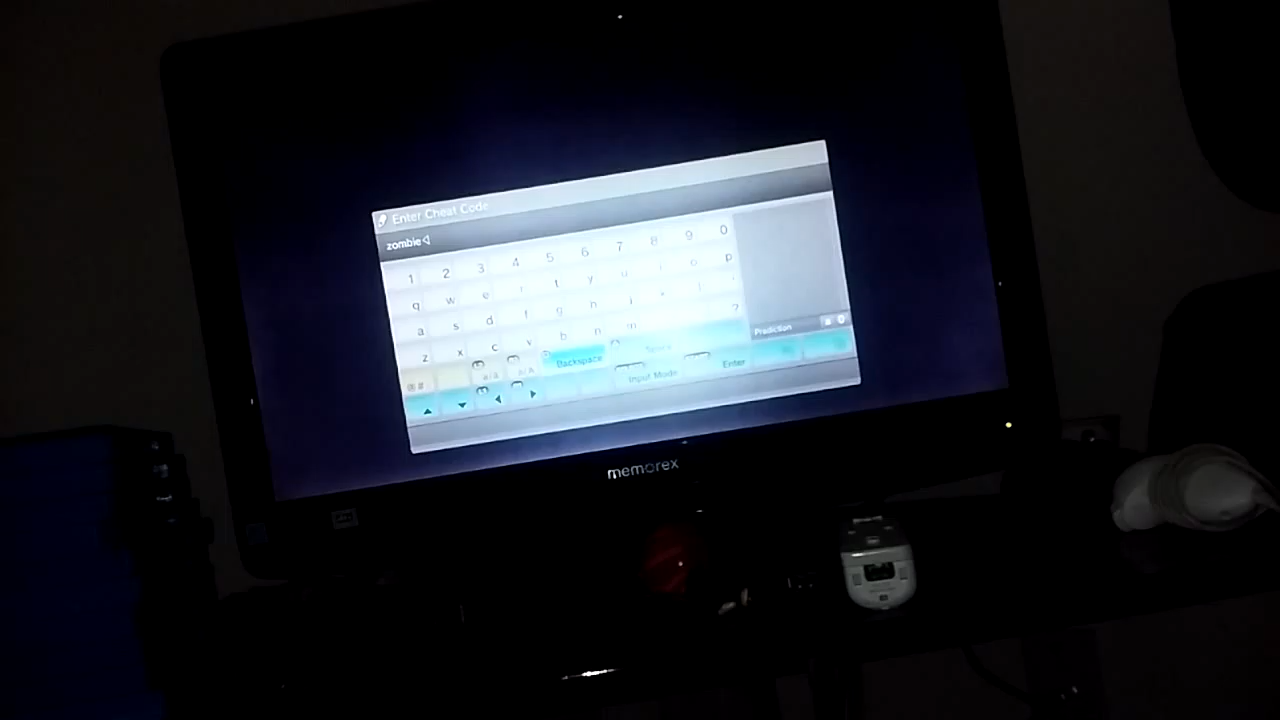 Enter Cheat Code
zombie
1 2 3 4 5 6 7 8 9 0
q w e r t y u i o p
a s d f g h j l '
z x c v b n m ?
@# a/A Backspace Space
Input Mode Enter
Prediction
memorex